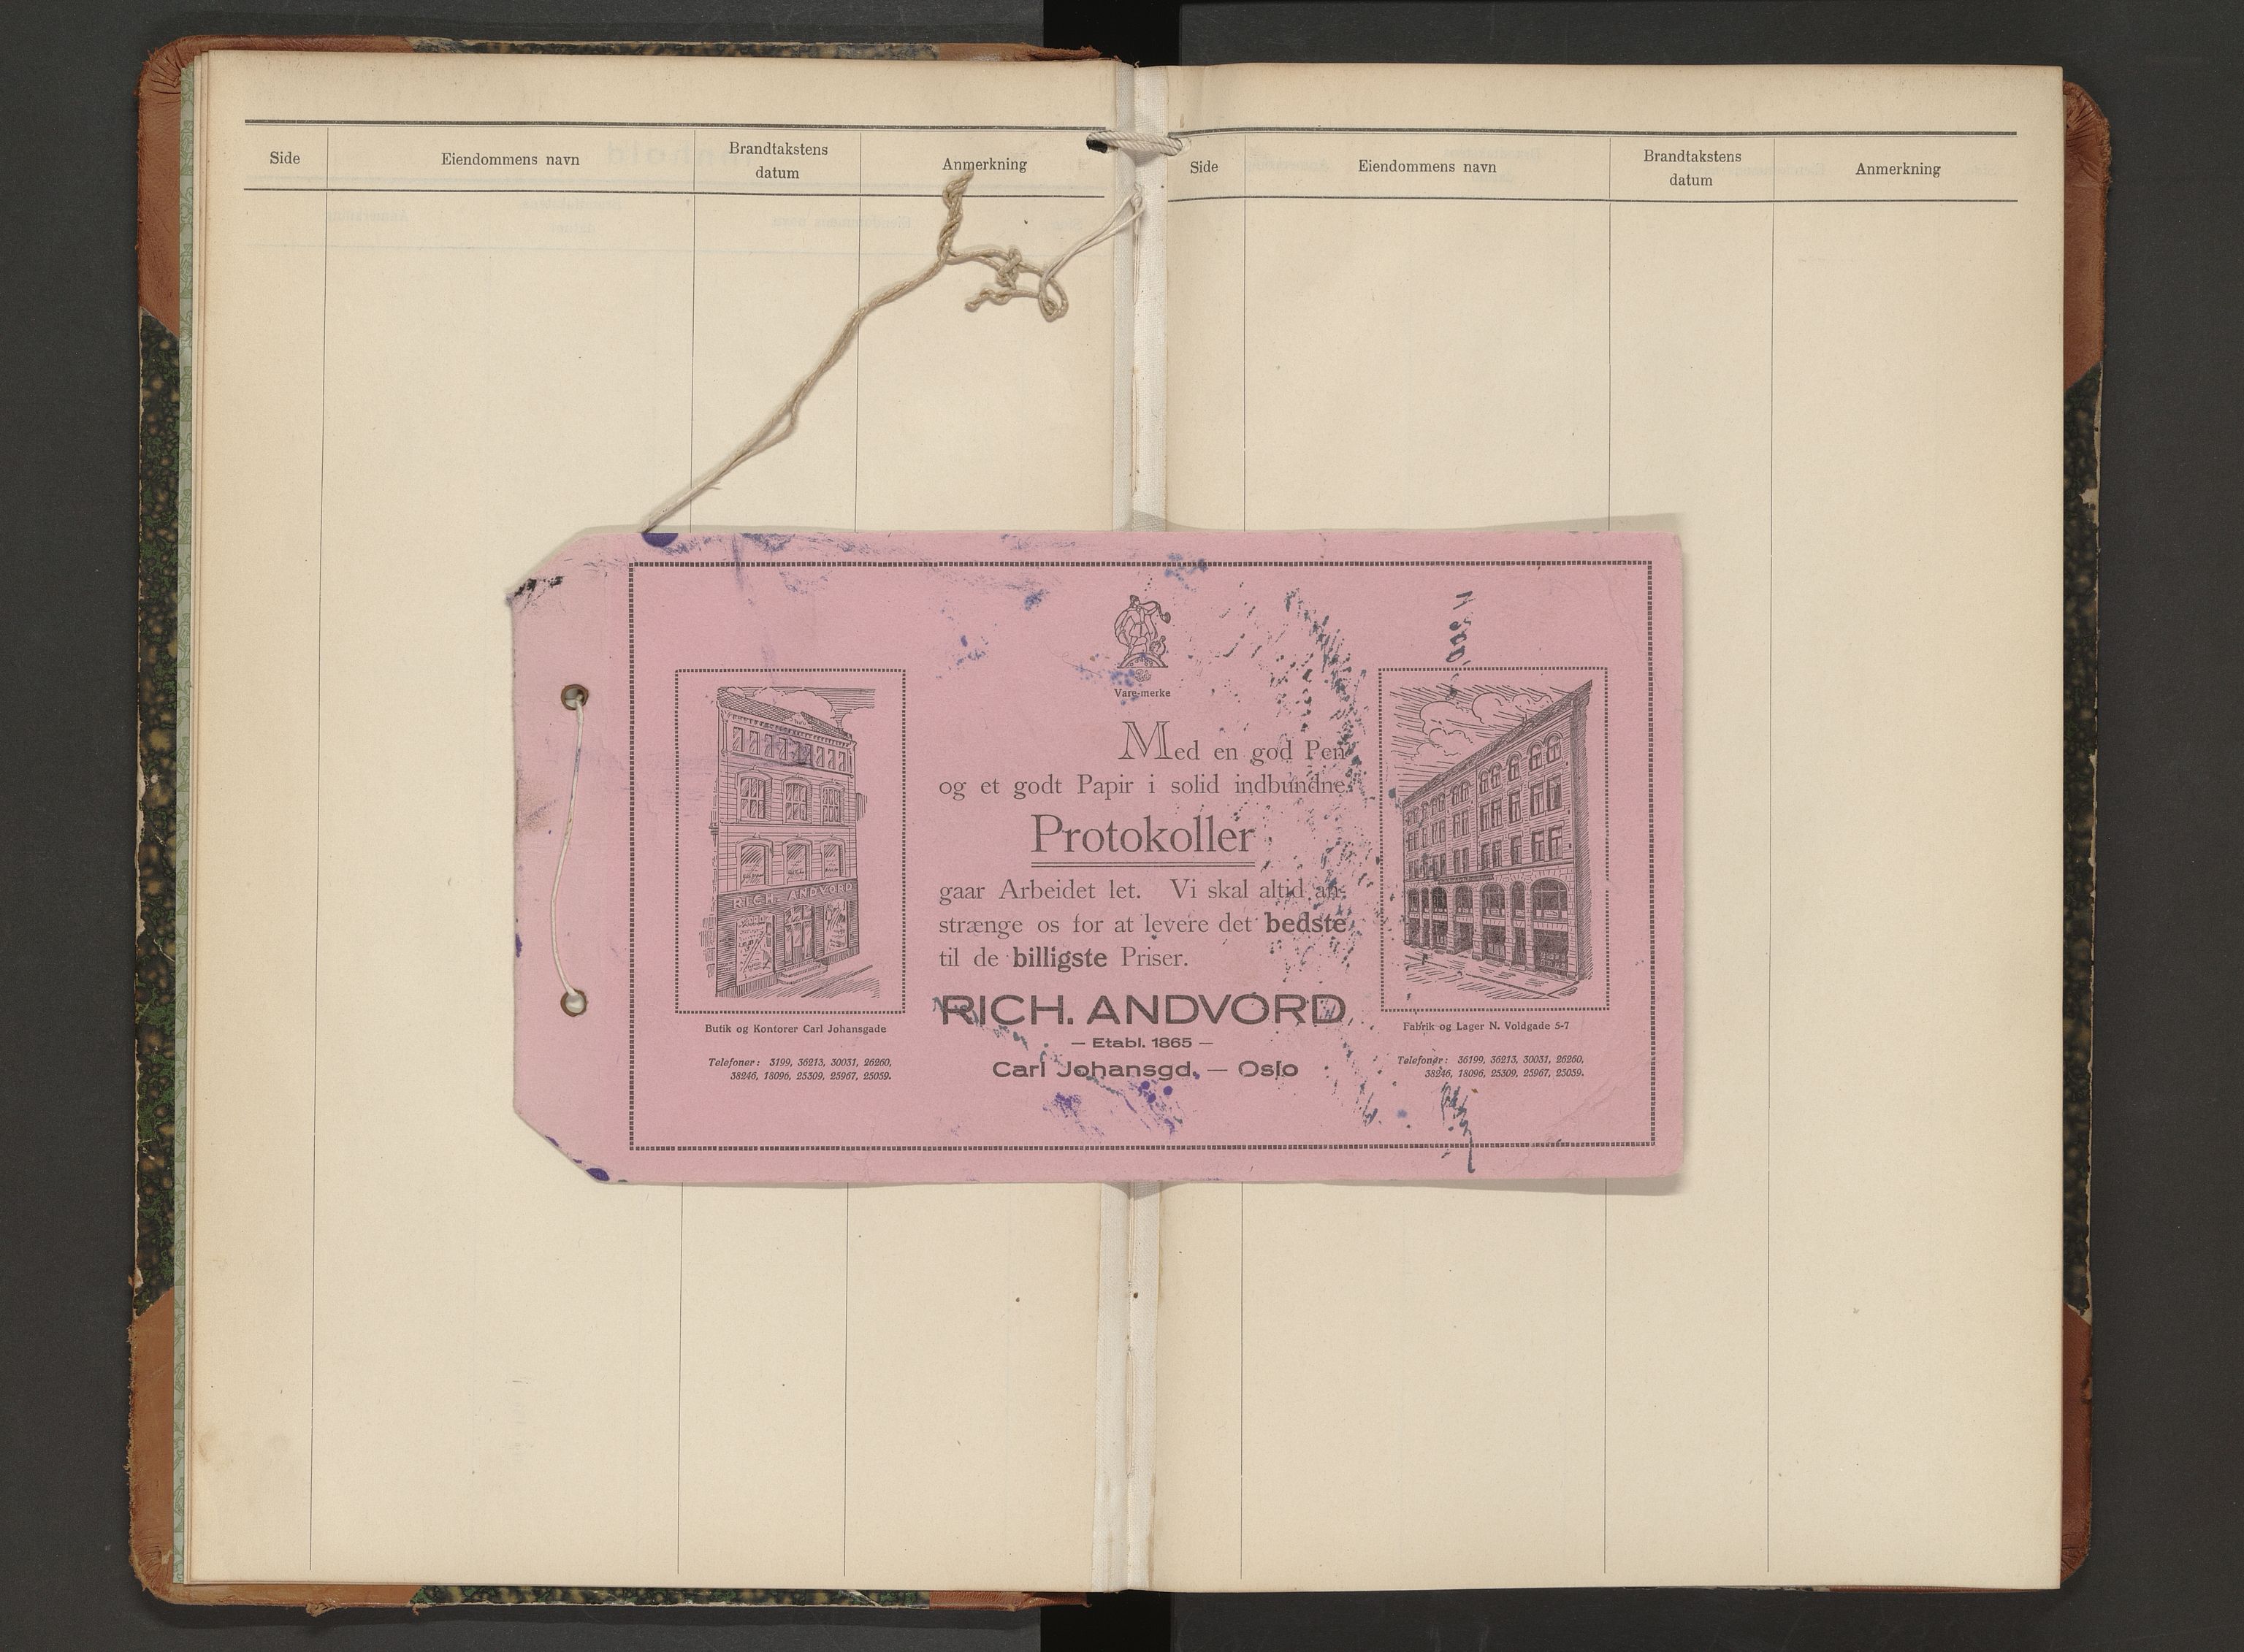 Side Eiendommens navn Brandtakstens datum Anmerkning
Side Eiendommens navn Brandtakstens datum Anmerkning
Vare-merke
Med en god Pen
og et godt Papir i solid indbundne
Protokoller
gaar Arbeidet let. Vi skal altid an-
strænge os for at levere det bedste
til de billigste Priser.
RICH. ANDVORD
— Etabl. 1865 —
Carl Johansgd. — Oslo
RICH. ANDVORD
Butik og Kontorer Carl Johansgade
Telefoner: 3199, 36213, 30031, 26260,
38246, 18096, 25309, 25967, 25059.
Fabrik og Lager N. Voldgade 5-7
Telefoner: 36199, 36213, 30031, 26260,
38246, 18096, 25309, 25967, 25059.